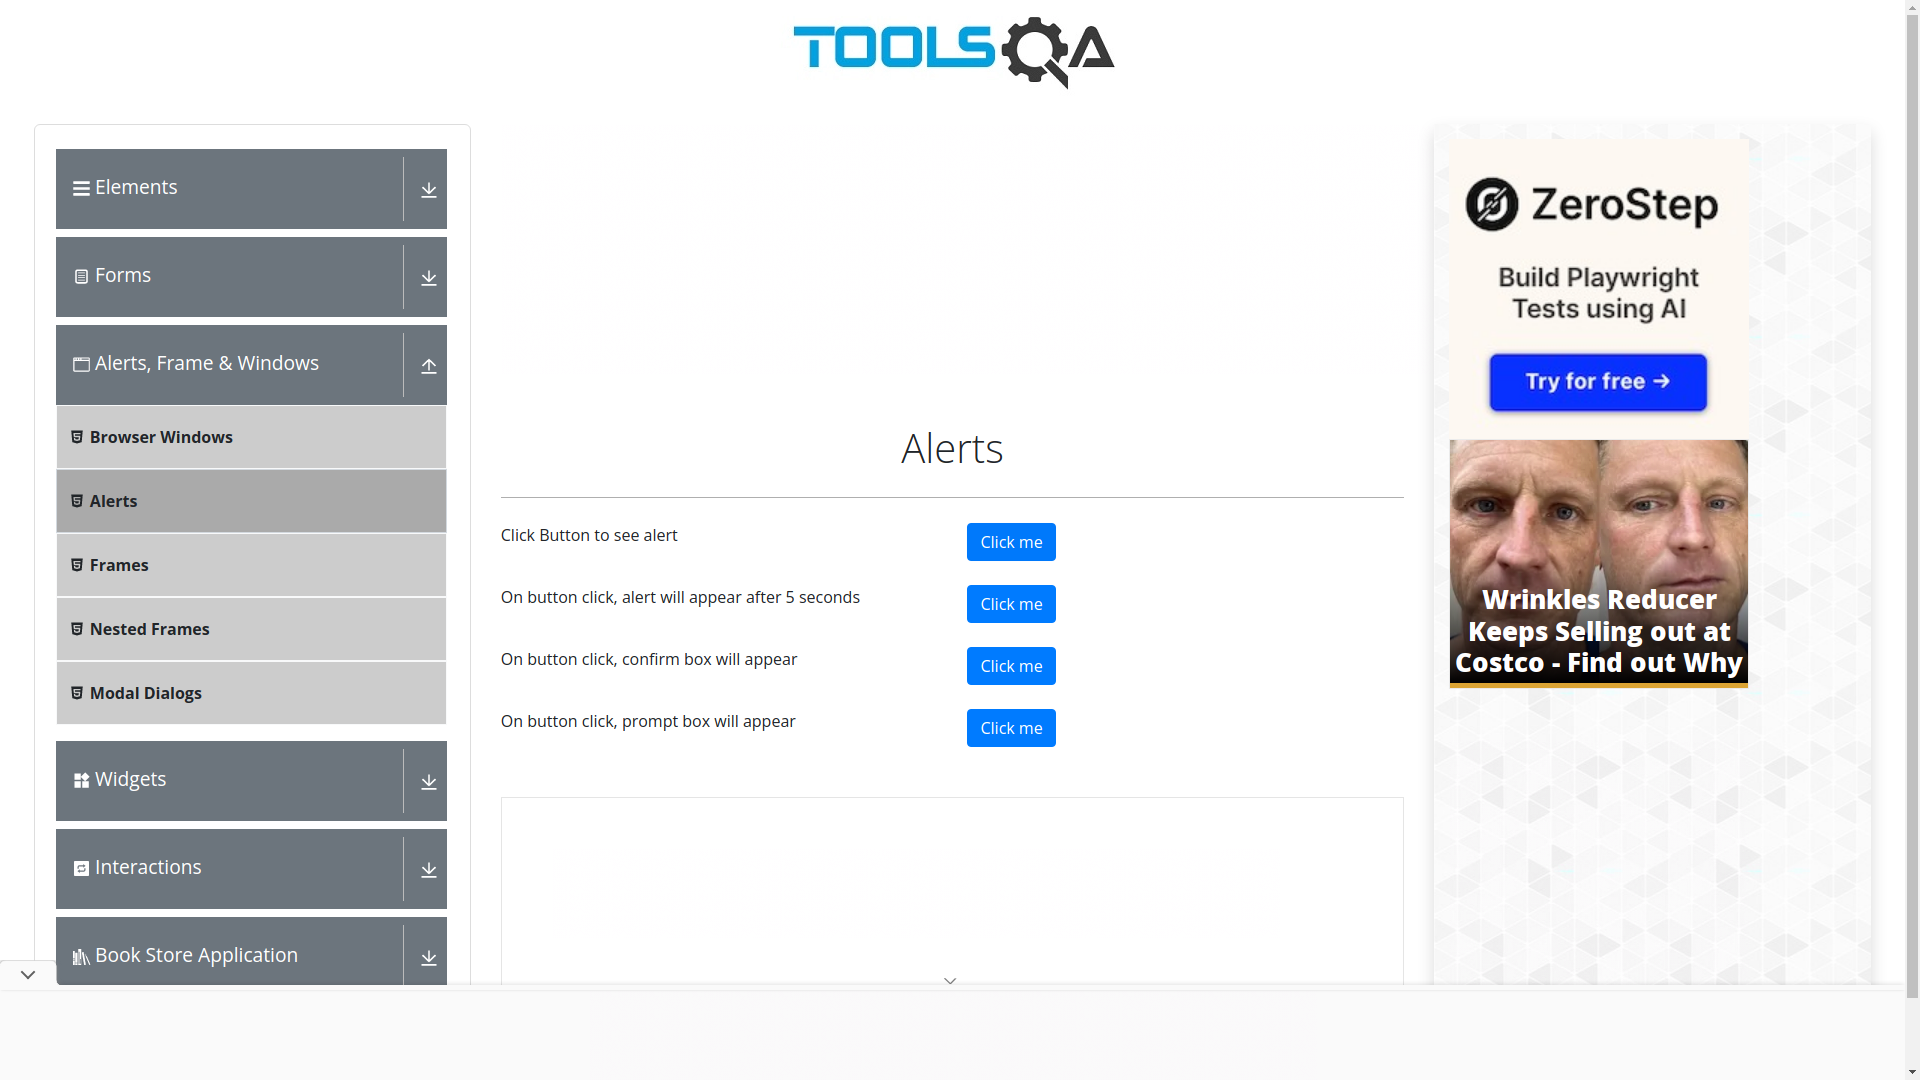 TOOLSQA
Elements
Forms
Alerts, Frame & Windows
Browser Windows
Alerts
Frames
Nested Frames
Modal Dialogs
Widgets
Interactions
Book Store Application
Alerts
Click Button to see alert
Click me
On button click, alert will appear after 5 seconds
Click me
On button click, confirm box will appear
Click me
On button click, prompt box will appear
Click me
ZeroStep
Build Playwright
Tests using AI
Try for free →
Wrinkles Reducer
Keeps Selling out at
Costco - Find out Why